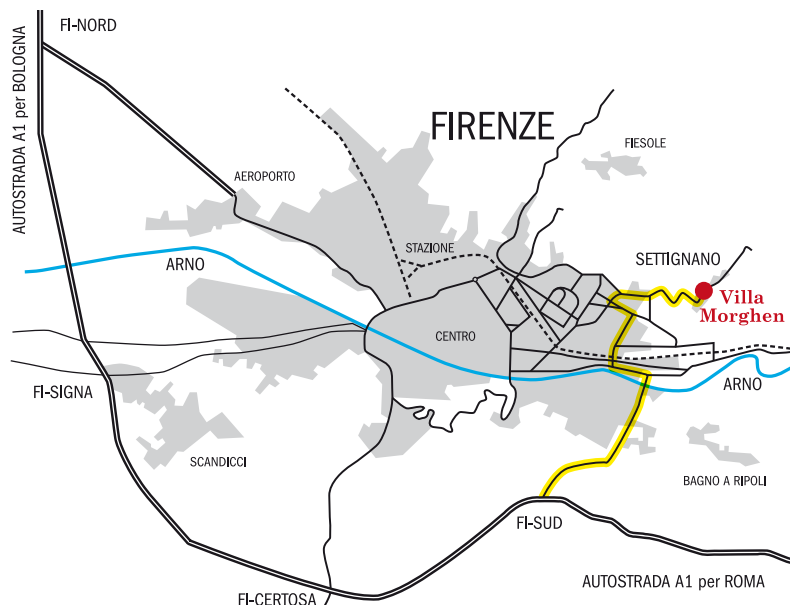 FI-NORD
AUTOSTRADA A1 per BOLOGNA
FIRENZE
FIESOLE
AEROPORTO
STAZIONE
SETTIGNANO
ARNO
Villa
Morghen
CENTRO
FI-SIGNA
ARNO
SCANDICCI
BAGNO A RIPOLI
FI-SUD
AUTOSTRADA A1 per ROMA
FI-CERTOSA